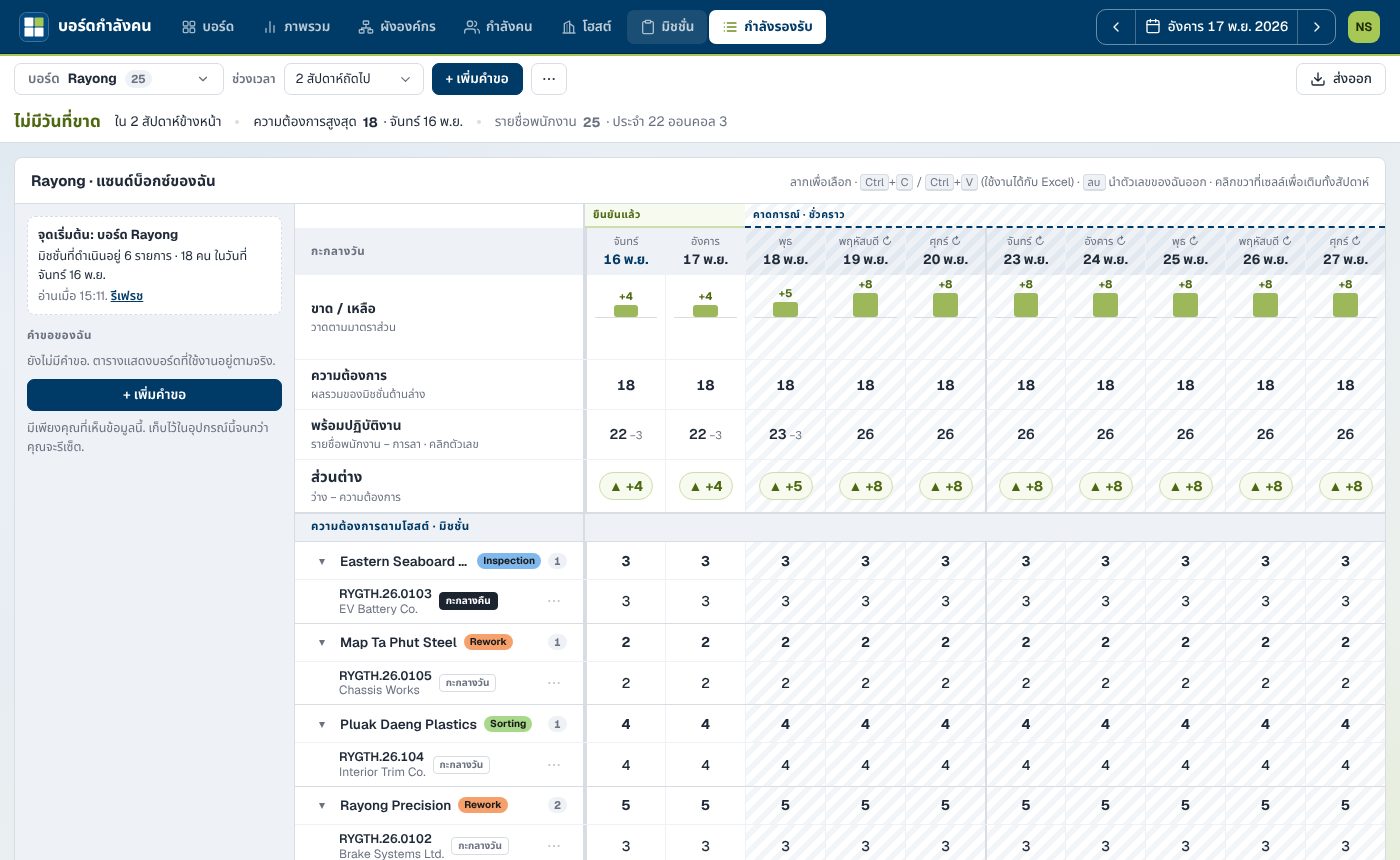 บอร์ดกำลังคน บอร์ด ภาพรวม ผังองค์กร กำลังคน โฮสต์ มิชชั่น กำลังรองรับ อังคาร 17 พ.ย. 2026 NS
บอร์ด Rayong 25 ช่วงเวลา 2 สัปดาห์ถัดไป + เพิ่มคำขอ ⋯ ส่งออก
ไม่มีวันที่ขาด ใน 2 สัปดาห์ข้างหน้า • ความต้องการสูงสุด 18 · จันทร์ 16 พ.ย. • รายชื่อพนักงาน 25 · ประจำ 22 ออนคอล 3
Rayong · แซนด์บ็อกซ์ของฉัน
ลากเพื่อเลือก · Ctrl+C / Ctrl+V (ใช้งานได้กับ Excel) · ลบ นำตัวเลขของฉันออก · คลิกขวาที่เซลล์เพื่อเติมทั้งสัปดาห์
จุดเริ่มต้น: บอร์ด Rayong
มิชชั่นที่ดำเนินอยู่ 6 รายการ · 18 คน ในวันที่
จันทร์ 16 พ.ย.
อ่านเมื่อ 15:11. รีเฟรช
คำขอของฉัน
ยังไม่มีคำขอ. ตารางแสดงบอร์ดที่ใช้งานอยู่ตามจริง.
+ เพิ่มคำขอ
มีเพียงคุณที่เห็นข้อมูลนี้. เก็บไว้ในอุปกรณ์นี้จนกว่า
คุณจะรีเซ็ต.
ยืนยันแล้ว คาดการณ์ · ชั่วคราว
กะกลางวัน
จันทร์ อังคาร พุธ พฤหัสบดี ↻ ศุกร์ ↻ จันทร์ ↻ อังคาร ↻ พุธ ↻ พฤหัสบดี ↻ ศุกร์ ↻
16 พ.ย. 17 พ.ย. 18 พ.ย. 19 พ.ย. 20 พ.ย. 23 พ.ย. 24 พ.ย. 25 พ.ย. 26 พ.ย. 27 พ.ย.
ขาด / เหลือ +4 +4 +5 +8 +8 +8 +8 +8 +8 +8
วาดตามมาตราส่วน
ความต้องการ 18 18 18 18 18 18 18 18 18 18
ผลรวมของมิชชั่นด้านล่าง
พร้อมปฏิบัติงาน 22 −3 22 −3 23 −3 26 26 26 26 26 26 26
รายชื่อพนักงาน − การลา · คลิกตัวเลข
ส่วนต่าง ▲ +4 ▲ +4 ▲ +5 ▲ +8 ▲ +8 ▲ +8 ▲ +8 ▲ +8 ▲ +8 ▲ +8
ว่าง − ความต้องการ
ความต้องการตามโฮสต์ · มิชชั่น
▼ Eastern Seaboard ... Inspection 1 3 3 3 3 3 3 3 3 3 3
RYGTH.26.0103 กะกลางคืน ⋯ 3 3 3 3 3 3 3 3 3 3
EV Battery Co.
▼ Map Ta Phut Steel Rework 1 2 2 2 2 2 2 2 2 2 2
RYGTH.26.0105 กะกลางวัน ⋯ 2 2 2 2 2 2 2 2 2 2
Chassis Works
▼ Pluak Daeng Plastics Sorting 1 4 4 4 4 4 4 4 4 4 4
RYGTH.26.104 กะกลางวัน ⋯ 4 4 4 4 4 4 4 4 4 4
Interior Trim Co.
▼ Rayong Precision Rework 2 5 5 5 5 5 5 5 5 5 5
RYGTH.26.0102 กะกลางวัน ⋯ 3 3 3 3 3 3 3 3 3 3
Brake Systems Ltd.